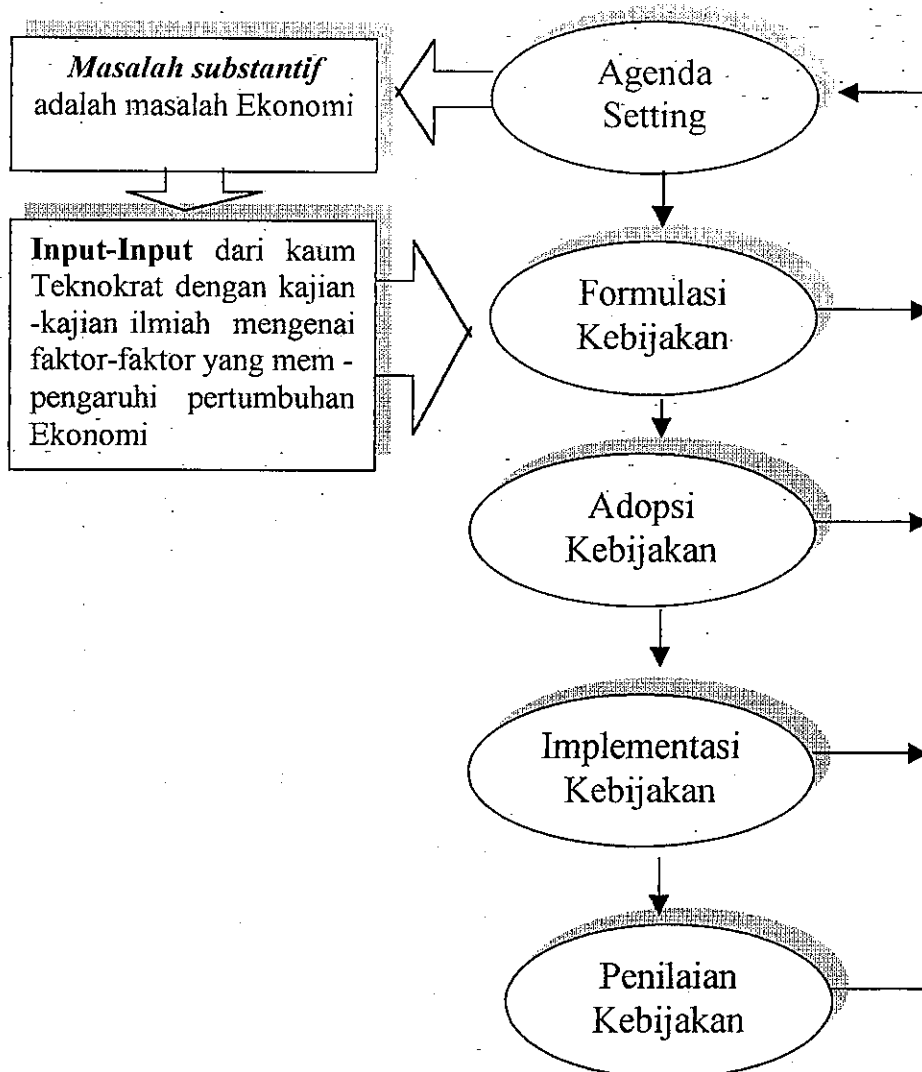 Masalah substantif
adalah masalah Ekonomi
Agenda
Setting
Input-Input dari kaum
Teknokrat dengan kajian
-kajian ilmiah mengenai
faktor-faktor yang mem -
pengaruhi pertumbuhan
Ekonomi
Formulasi
Kebijakan
Adopsi
Kebijakan
Implementasi
Kebijakan
Penilaian
Kebijakan